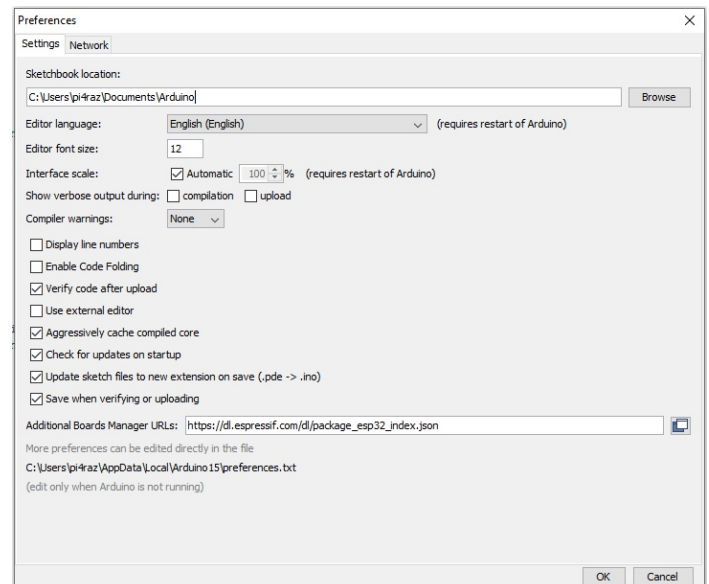 Preferences
Settings Network
Sketchbook location:
C:\Users\pi4raz\Documents\Arduino Browse
Editor language: English (English) (requires restart of Arduino)
Editor font size: 12
Interface scale: Automatic 100 % (requires restart of Arduino)
Show verbose output during: compilation upload
Compiler warnings: None
Display line numbers
Enable Code Folding
Verify code after upload
Use external editor
Aggressively cache compiled core
Check for updates on startup
Update sketch files to new extension on save (.pde -> .ino)
Save when verifying or uploading
Additional Boards Manager URLs: https://dl.espressif.com/dl/package_esp32_index.json
More preferences can be edited directly in the file
C:\Users\pi4raz\AppData\Local\Arduino15\preferences.txt
(edit only when Arduino is not running)
OK Cancel